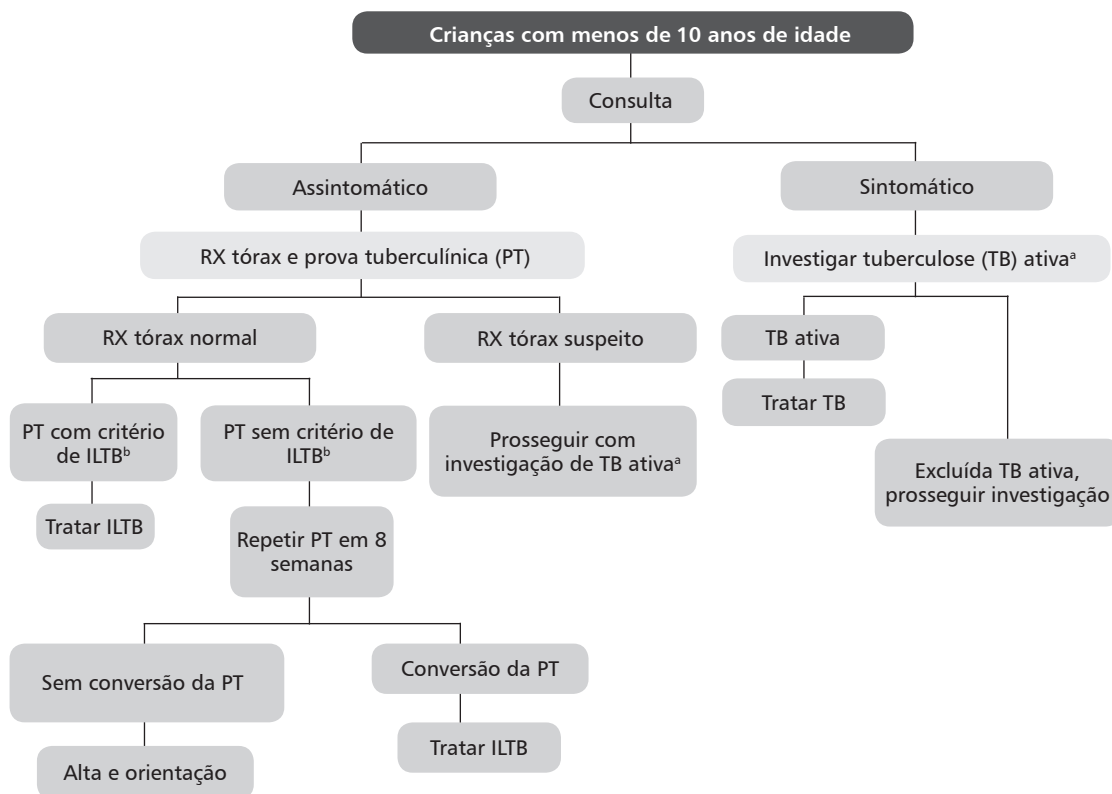 Crianças com menos de 10 anos de idade
Consulta
Assintomático
Sintomático
RX tórax e prova tuberculínica (PT)
Investigar tuberculose (TB) ativaᵃ
RX tórax normal
RX tórax suspeito
TB ativa
Tratar TB
PT com critério
de ILTBᵇ
PT sem critério de
ILTBᵇ
Prosseguir com
investigação de TB ativaᵃ
Excluída TB ativa,
prosseguir investigação
Tratar ILTB
Repetir PT em 8
semanas
Sem conversão da PT
Conversão da PT
Alta e orientação
Tratar ILTB